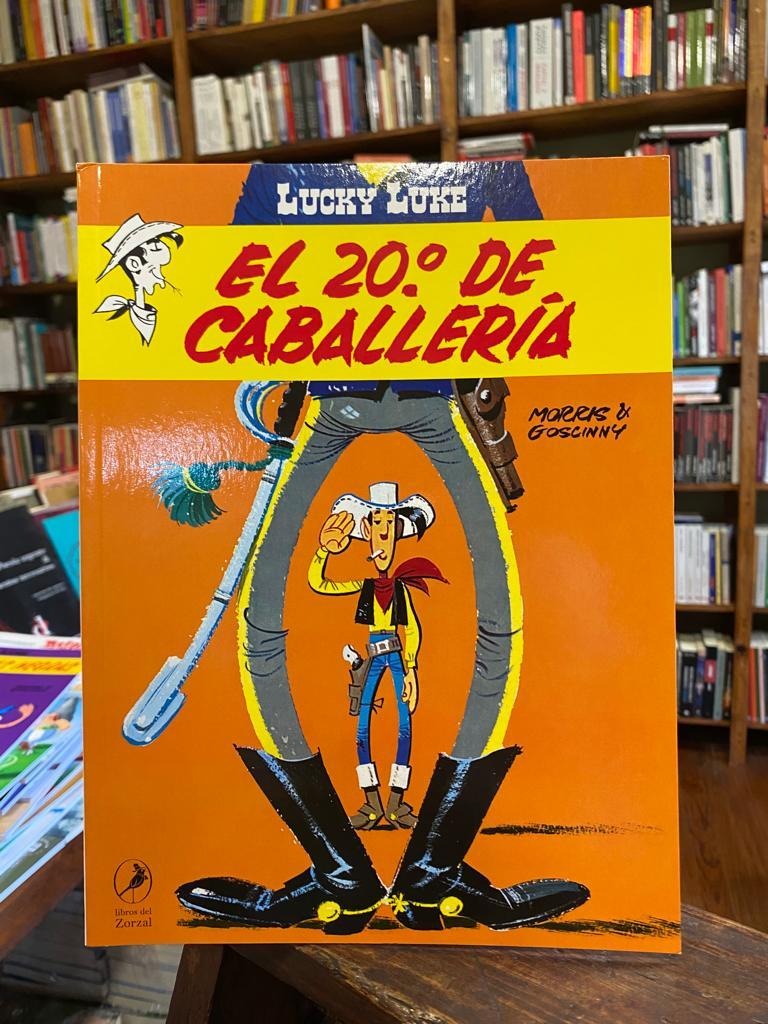 LUCKY LUKE
EL 20.º DE
CABALLERÍA
MORRIS &
GOSCINNY
libros del
Zorzal